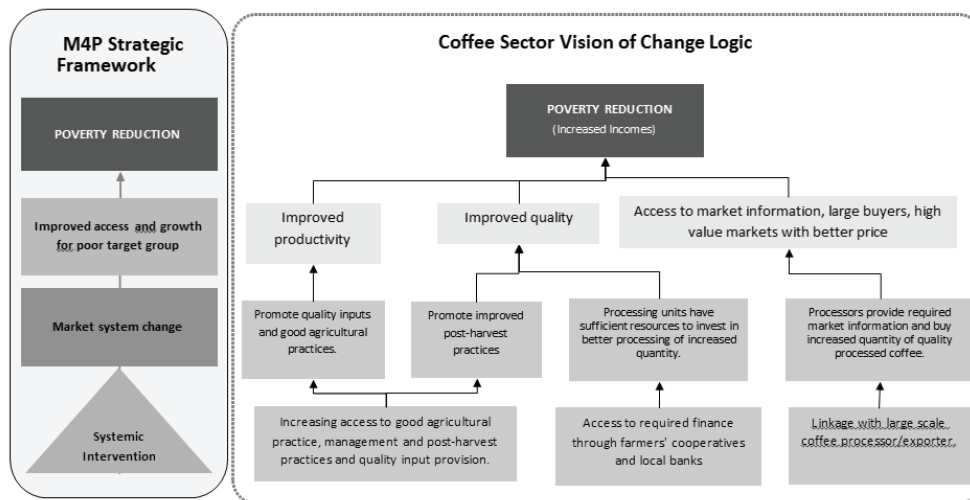 M4P Strategic
Framework
POVERTY REDUCTION
Improved access and growth
for poor target group
Market system change
Systemic
Intervention
Coffee Sector Vision of Change Logic
POVERTY REDUCTION
(Increased Incomes)
Improved
productivity
Improved quality
Access to market information, large buyers, high
value markets with better price
Promote quality inputs
and good agricultural
practices.
Promote improved
post-harvest
practices
Processing units have
sufficient resources to invest in
better processing of increased
quantity.
Processors provide required
market information and buy
increased quantity of quality
processed coffee.
Increasing access to good agricultural
practice, management and post-harvest
practices and quality input provision.
Access to required finance
through farmers' cooperatives
and local banks
Linkage with large scale
coffee processor/exporter.